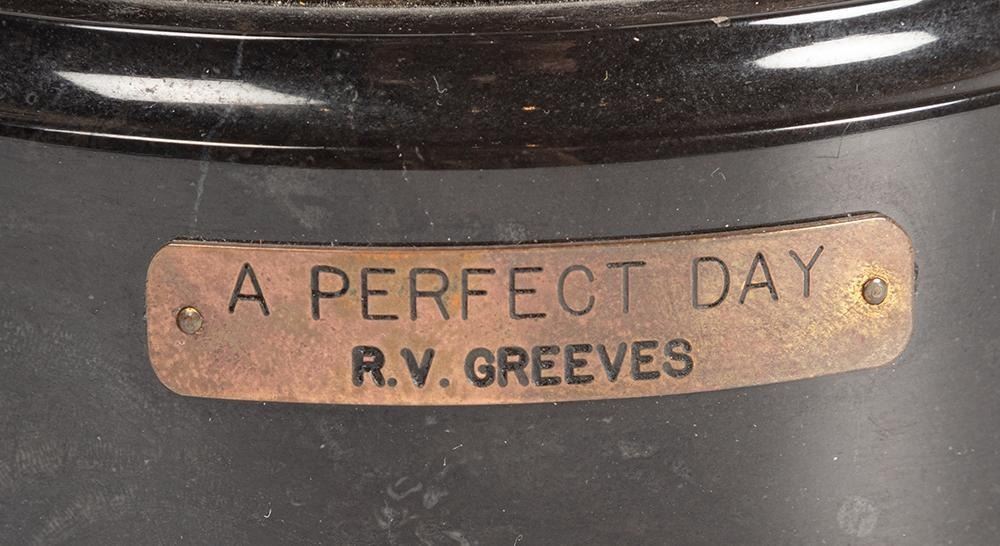 A PERFECT DAY
R.V. GREEVES